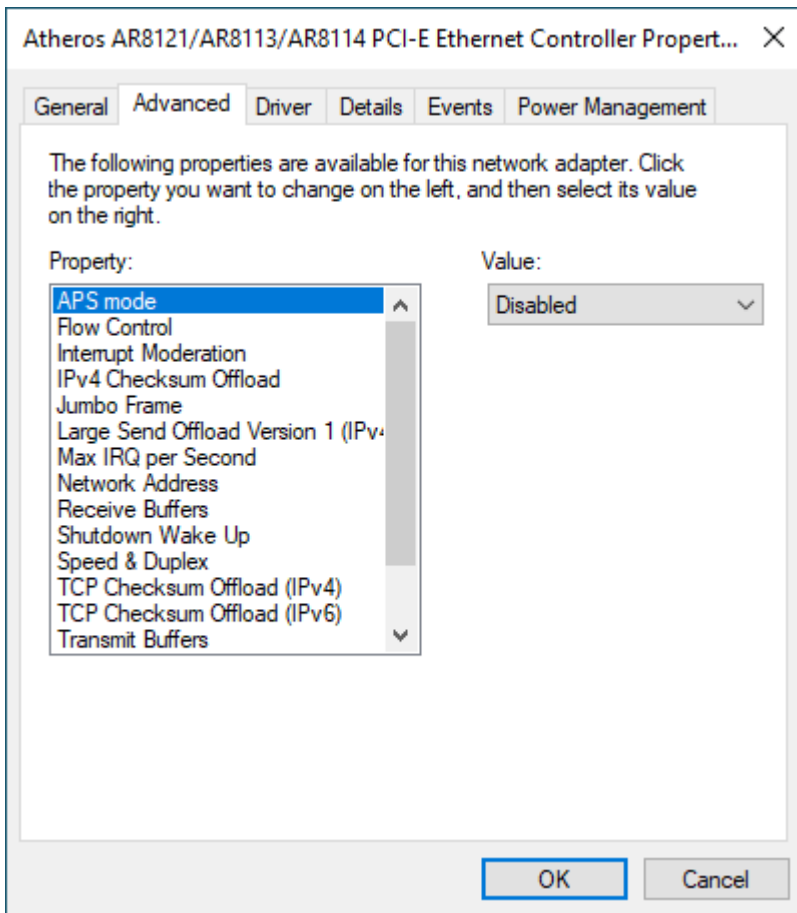 Atheros AR8121/AR8113/AR8114 PCI-E Ethernet Controller Propert...
General Advanced Driver Details Events Power Management
The following properties are available for this network adapter. Click
the property you want to change on the left, and then select its value
on the right.
Property:
Value:
APS mode
Disabled
Flow Control
Interrupt Moderation
IPv4 Checksum Offload
Jumbo Frame
Large Send Offload Version 1 (IPv4
Max IRQ per Second
Network Address
Receive Buffers
Shutdown Wake Up
Speed & Duplex
TCP Checksum Offload (IPv4)
TCP Checksum Offload (IPv6)
Transmit Buffers
OK
Cancel